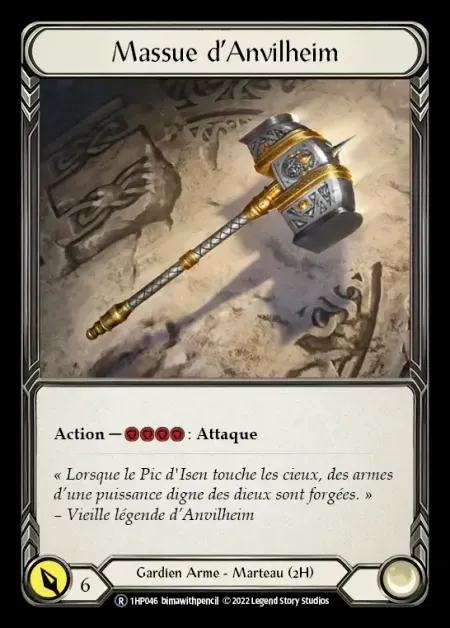 Massue d'Anvilheim
Action — : Attaque
« Lorsque le Pic d'Isen touche les cieux, des armes
d'une puissance digne des dieux sont forgées. »
– Vieille légende d'Anvilheim
6
Gardien Arme - Marteau (2H)
R 1HP046 bimawithpencil © 2022 Legend Story Studios